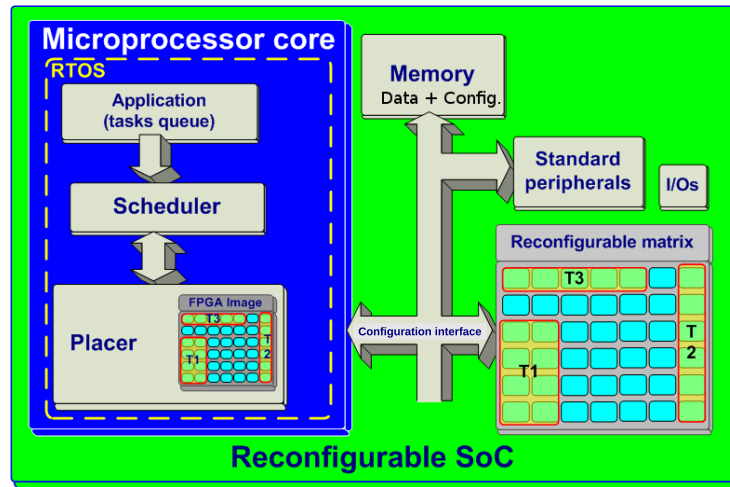 Microprocessor core
RTOS
Application
(tasks queue)
Scheduler
Placer
FPGA Image
T3
T1
T
2
Memory
Data + Config.
Standard
peripherals
I/Os
Configuration interface
Reconfigurable matrix
T3
T1
T
2
Reconfigurable SoC